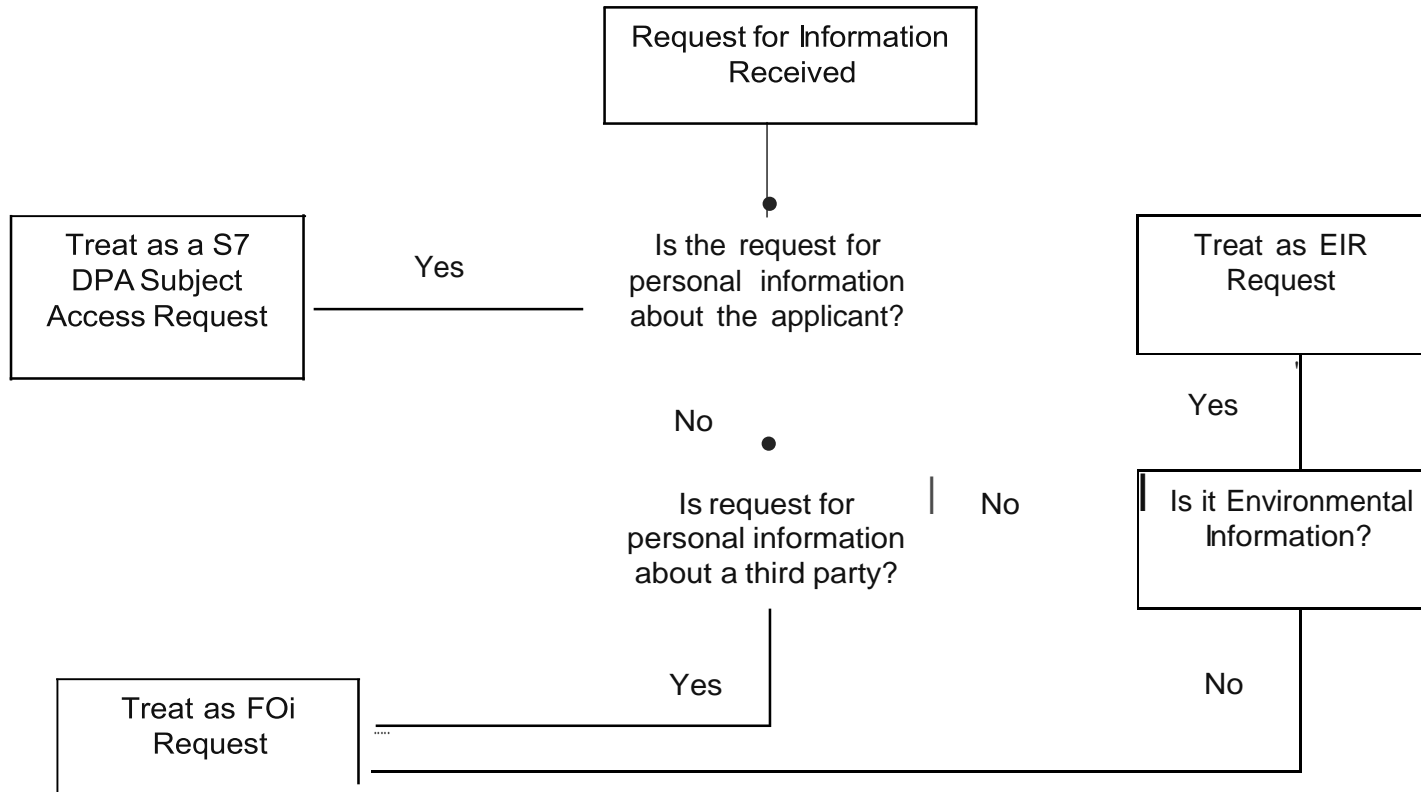 Request for Information
Received
Treat as a S7
DPA Subject
Access Request
Yes
Is the request for
personal information
about the applicant?
Treat as EIR
Request
No
Yes
Is request for
personal information
about a third party?
No
Is it Environmental
Information?
Yes
No
Treat as FOi
Request